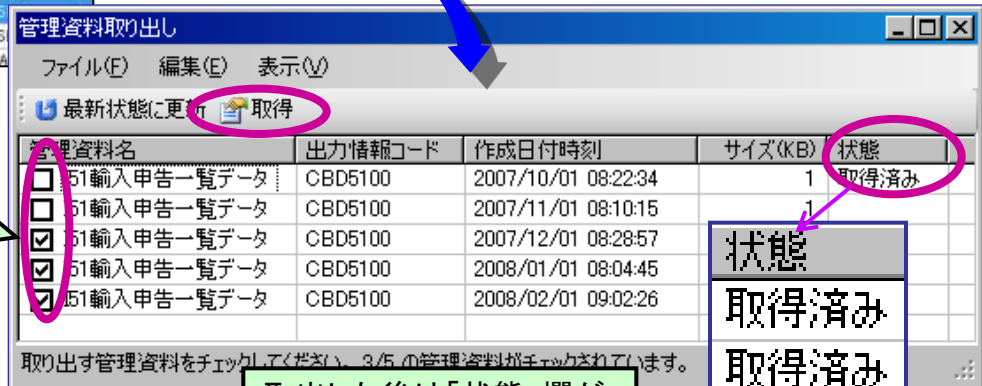 管理資料取り出し
ファイル(F) 編集(E) 表示(V)
最新状態に更新 取得
管理資料名 出力情報コード 作成日付時刻 サイズ(KB) 状態
51輸入申告一覧データ CBD5100 2007/10/01 08:22:34 1 取得済み
51輸入申告一覧データ CBD5100 2007/11/01 08:10:15 1
51輸入申告一覧データ CBD5100 2007/12/01 08:28:57
51輸入申告一覧データ CBD5100 2008/01/01 08:04:45
51輸入申告一覧データ CBD5100 2008/02/01 09:02:26
状態
取得済み
取得済み
取り出す管理資料をチェックしてください。 3/5 の管理資料がチェックされています。